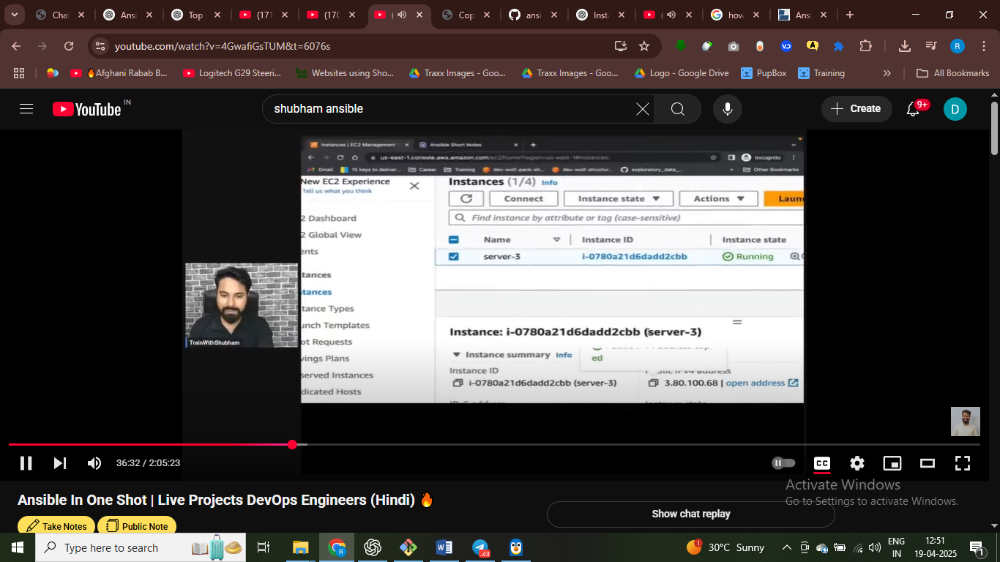 Chat
Ansi
Top
(171
(170
(
Cop
ansi
Inst
(
how
Ans
youtube.com/watch?v=4GwafiGsTUM&t=6076s
🔥Afghani Rabab B...
Logitech G29 Steeri...
Websites using Sho...
Traxx Images - Goo...
Traxx Images - Goo...
Logo - Google Drive
PupBox
Training
All Bookmarks
YouTube IN
shubham ansible
Create
9+
D
Instances | EC2 Management
Ansible Short Notes
us-east-1.console.aws.amazon.com/ec2/home?region=us-east-1#Instances:
Incognito
Gmail
15 keys to deliver...
Career
Training
dev-wolf-pack-sh...
dev-wolf-structur...
exploratory_data_...
Other Bookmarks
New EC2 Experience
Tell us what you think
2 Dashboard
2 Global View
ents
tances
stances
tance Types
unch Templates
ot Requests
vings Plans
served Instances
dicated Hosts
Instances (1/4) Info
Connect
Instance state
Actions
Laun
Find instance by attribute or tag (case-sensitive)
Name
Instance ID
Instance state
server-3
i-0780a21d6dadd2cbb
Running
Instance: i-0780a21d6dadd2cbb (server-3)
Instance summary Info
ed
Instance ID
i-0780a21d6dadd2cbb (server-3)
3.80.100.68 | open address
TrainWithShubham
36:32 / 2:05:23
CC
Ansible In One Shot | Live Projects DevOps Engineers (Hindi) 🔥
Take Notes
Public Note
Show chat replay
Activate Windows
Go to Settings to activate Windows.
Type here to search
43
30°C Sunny
ENG
IN
12:51
19-04-2025
1